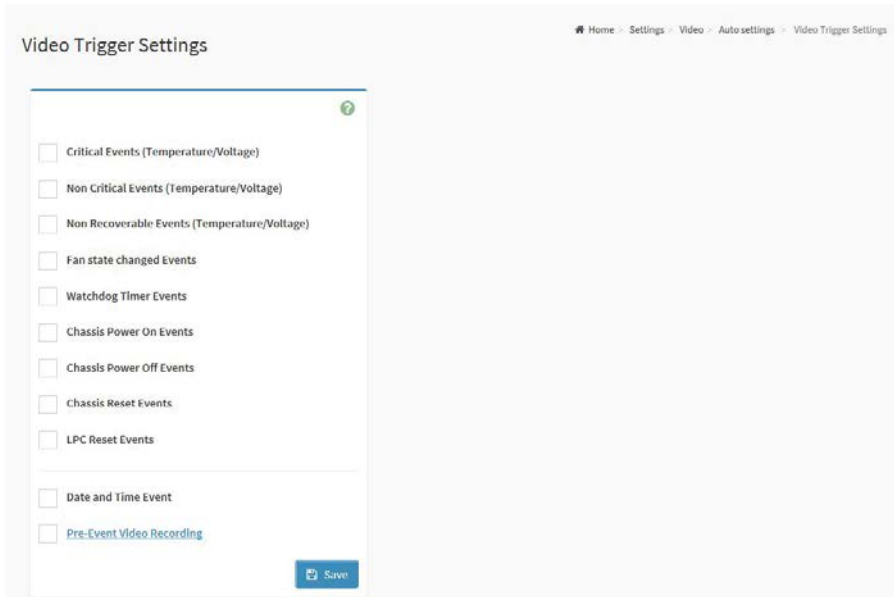 Video Trigger Settings
Home > Settings > Video > Auto settings > Video Trigger Settings
Critical Events (Temperature/Voltage)
Non Critical Events (Temperature/Voltage)
Non Recoverable Events (Temperature/Voltage)
Fan state changed Events
Watchdog Timer Events
Chassis Power On Events
Chassis Power Off Events
Chassis Reset Events
LPC Reset Events
Date and Time Event
Pre-Event Video Recording
Save